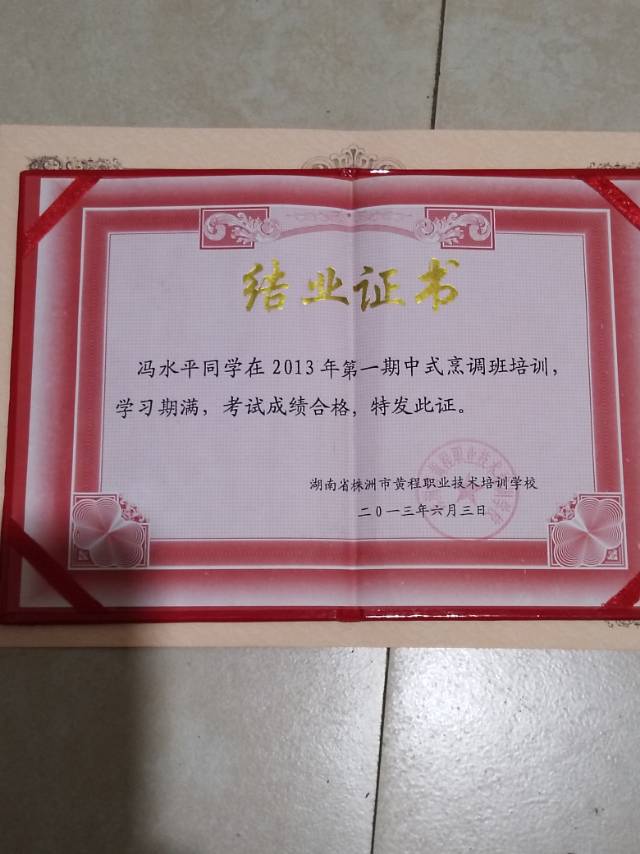 结业证书
冯水平同学在2013年第一期中式烹调班培训，
学习期满，考试成绩合格，特发此证。
湖南省株洲市黄程职业技术培训学校
二0一三年六月三日